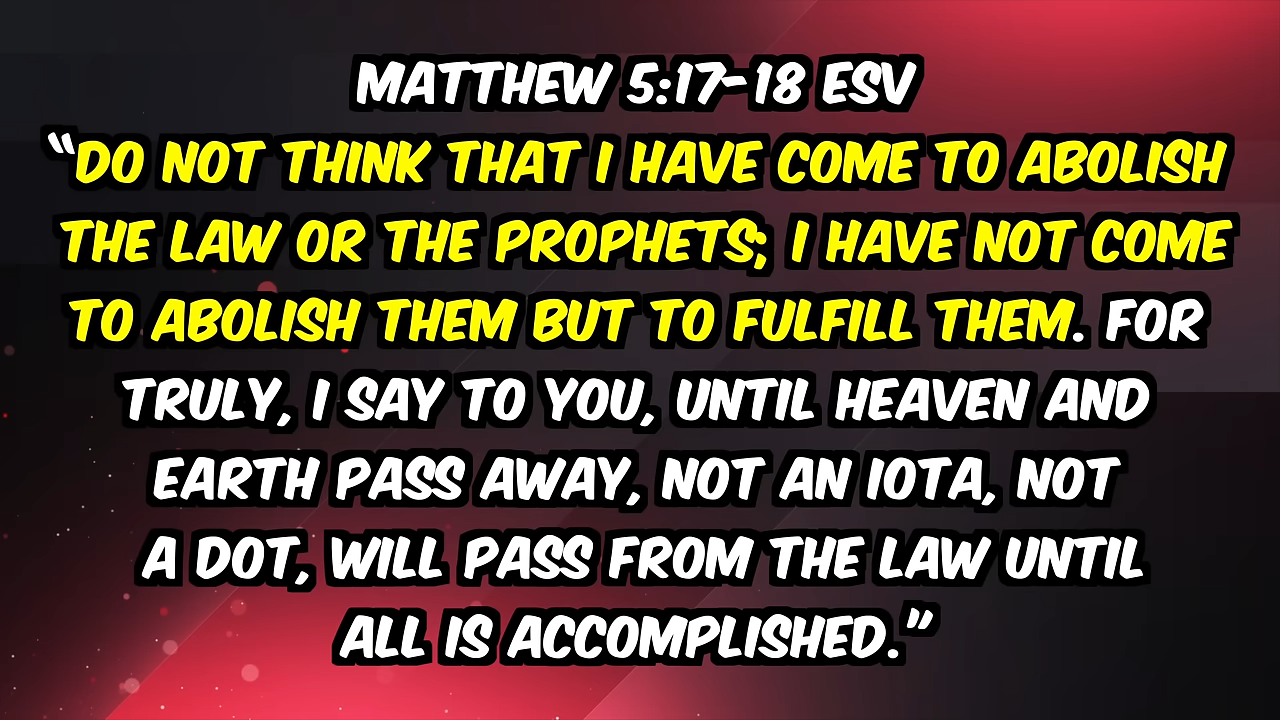 MATTHEW 5:17-18 ESV
“DO NOT THINK THAT I HAVE COME TO ABOLISH
THE LAW OR THE PROPHETS; I HAVE NOT COME
TO ABOLISH THEM BUT TO FULFILL THEM. FOR
TRULY, I SAY TO YOU, UNTIL HEAVEN AND
EARTH PASS AWAY, NOT AN IOTA, NOT
A DOT, WILL PASS FROM THE LAW UNTIL
ALL IS ACCOMPLISHED.”